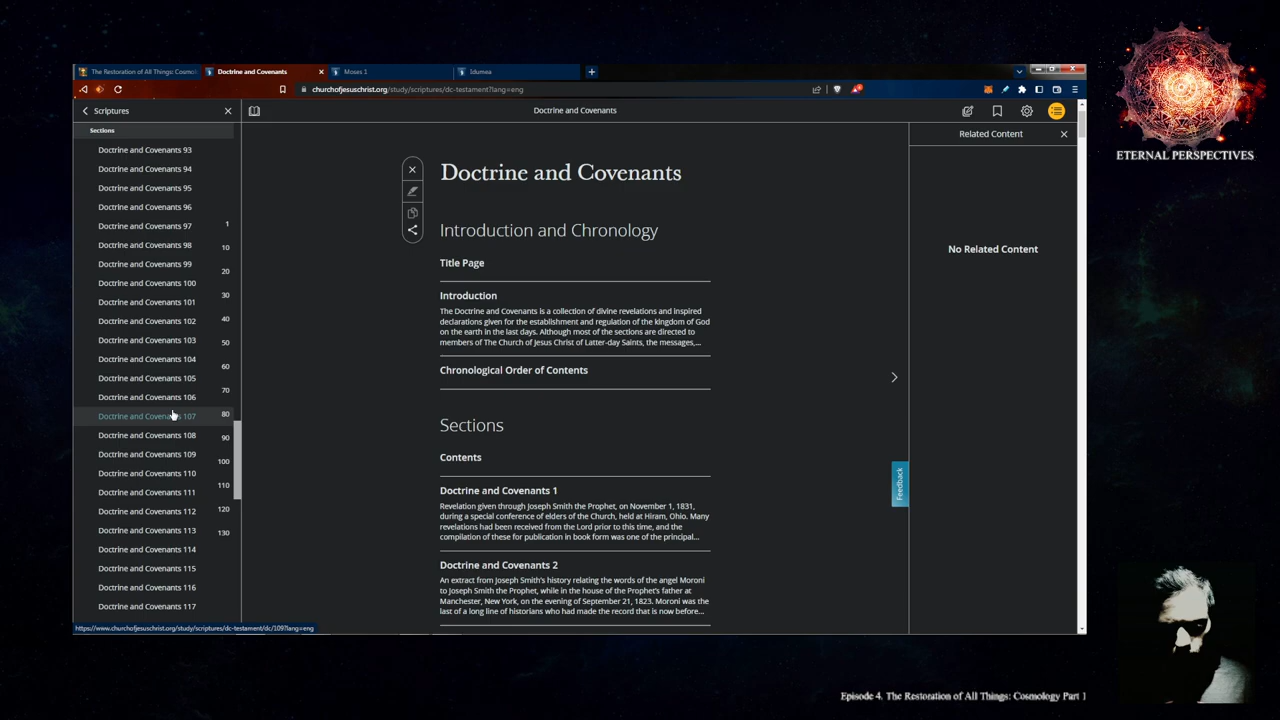 The Restoration of All Things: Cosmolo
Doctrine and Covenants
Moses 1
Idumea
churchofjesuschrist.org/study/scriptures/dc-testament?lang=eng
Scriptures
Doctrine and Covenants
Related Content
Sections
Doctrine and Covenants 93
Doctrine and Covenants 94
Doctrine and Covenants 95
Doctrine and Covenants 96
Doctrine and Covenants 97
Doctrine and Covenants 98
Doctrine and Covenants 99
Doctrine and Covenants 100
Doctrine and Covenants 101
Doctrine and Covenants 102
Doctrine and Covenants 103
Doctrine and Covenants 104
Doctrine and Covenants 105
Doctrine and Covenants 106
Doctrine and Covenants 107
Doctrine and Covenants 108
Doctrine and Covenants 109
Doctrine and Covenants 110
Doctrine and Covenants 111
Doctrine and Covenants 112
Doctrine and Covenants 113
Doctrine and Covenants 114
Doctrine and Covenants 115
Doctrine and Covenants 116
Doctrine and Covenants 117
1
10
20
30
40
50
60
70
80
90
100
110
120
130
https://www.churchofjesuschrist.org/study/scriptures/dc-testament/dc/109?lang=eng
Doctrine and Covenants
Introduction and Chronology
Title Page
Introduction
The Doctrine and Covenants is a collection of divine revelations and inspired
declarations given for the establishment and regulation of the kingdom of God
on the earth in the last days. Although most of the sections are directed to
members of The Church of Jesus Christ of Latter-day Saints, the messages,...
Chronological Order of Contents
Sections
Contents
Doctrine and Covenants 1
Revelation given through Joseph Smith the Prophet, on November 1, 1831,
during a special conference of elders of the Church, held at Hiram, Ohio. Many
revelations had been received from the Lord prior to this time, and the
compilation of these for publication in book form was one of the principal...
Doctrine and Covenants 2
An extract from Joseph Smith's history relating the words of the angel Moroni
to Joseph Smith the Prophet, while in the house of the Prophet's father at
Manchester, New York, on the evening of September 21, 1823. Moroni was the
last of a long line of historians who had made the record that is now before...
No Related Content
Feedback
ETERNAL PERSPECTIVES
Episode 4. The Restoration of All Things: Cosmology Part 1